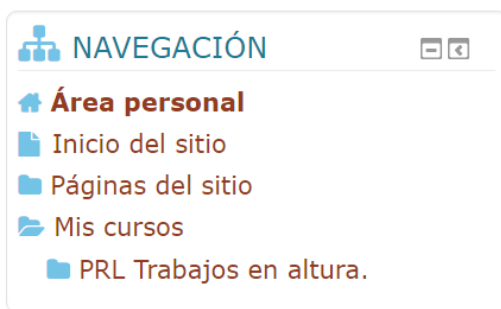 NAVEGACIÓN
Área personal
Inicio del sitio
Páginas del sitio
Mis cursos
PRL Trabajos en altura.